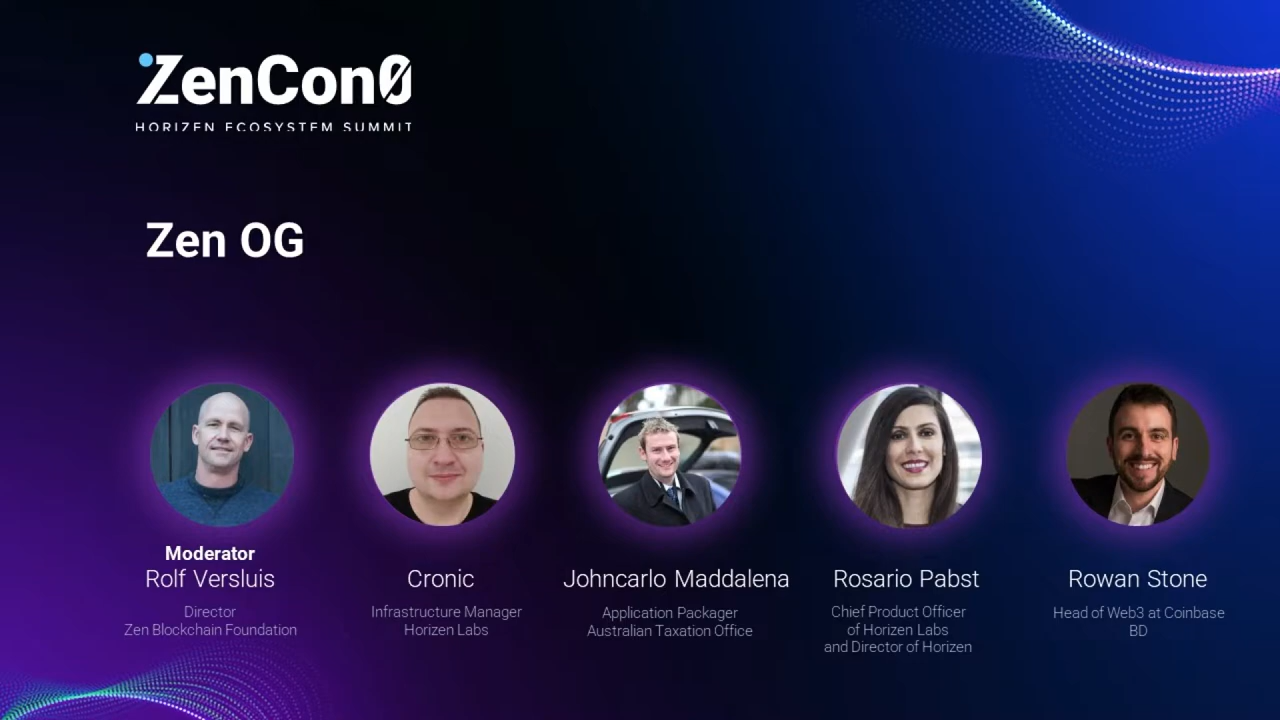 ZenCon0
HORIZEN ECOSYSTEM SUMMIT
Zen OG
Moderator
Rolf Versluis
Director
Zen Blockchain Foundation
Cronic
Infrastructure Manager
Horizen Labs
Johncarlo Maddalena
Application Packager
Australian Taxation Office
Rosario Pabst
Chief Product Officer
of Horizen Labs
and Director of Horizen
Rowan Stone
Head of Web3 at Coinbase
BD